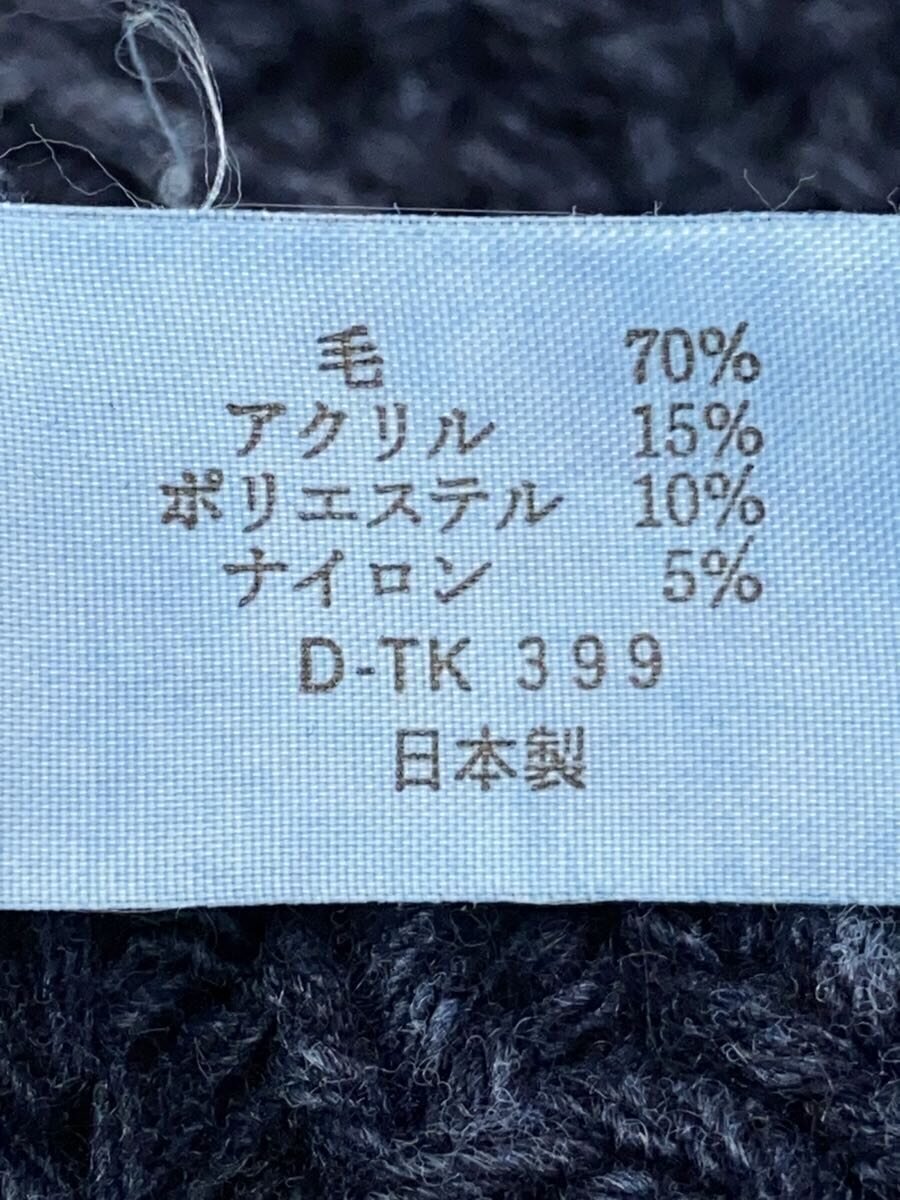 毛 70%
アクリル 15%
ポリエステル 10%
ナイロン 5%
D-TK 399
日本製